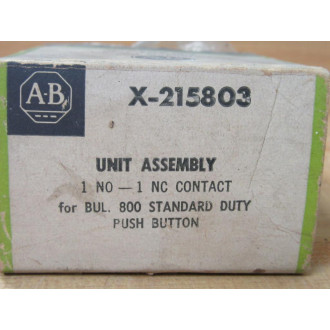 A-B
X-215803
UNIT ASSEMBLY
1 NO — 1 NC CONTACT
for BUL. 800 STANDARD DUTY
PUSH BUTTON